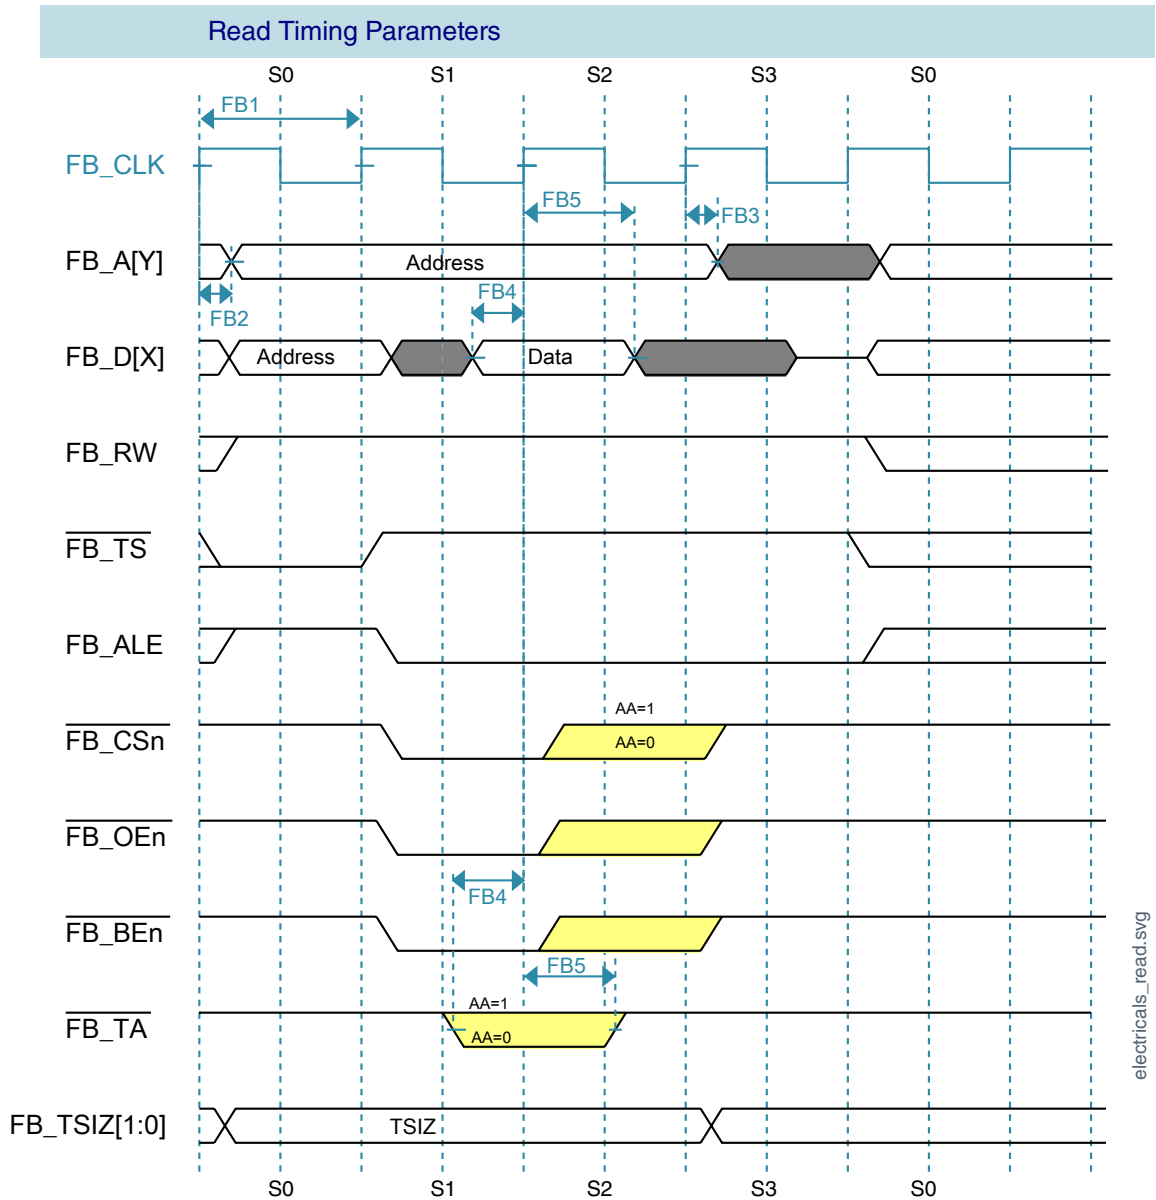 Read Timing Parameters
S0 S1 S2 S3 S0
FB1
FB_CLK
FB5
FB3
FB_A[Y]
Address
FB4
FB2
FB_D[X]
Address
Data
FB_RW
FB_TS
FB_ALE
AA=1
FB_CSn
AA=0
FB_OEn
FB4
FB_BEn
FB5
AA=1
FB_TA
AA=0
FB_TSIZ[1:0]
TSIZ
S0 S1 S2 S3 S0
electricals_read.svg